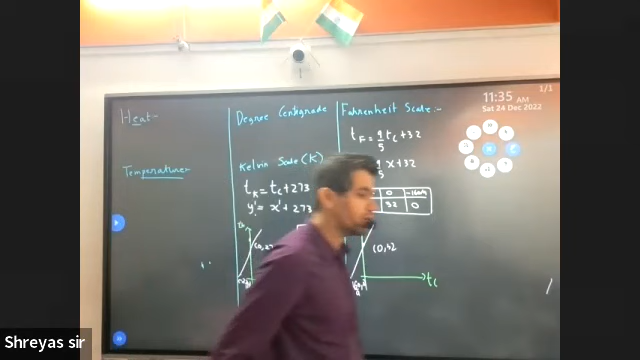 1/1
11:35 AM
Sat 24 Dec 2022
Heat:-
Temperature
Degree Centigrade
Kelvin Scale (K)
tK = tC + 273
y = x + 273
Fahrenheit Scale:-
tF = 9/5 tC + 32
x + 32
5
0
32 0
(0,32
tC
Shreyas sir